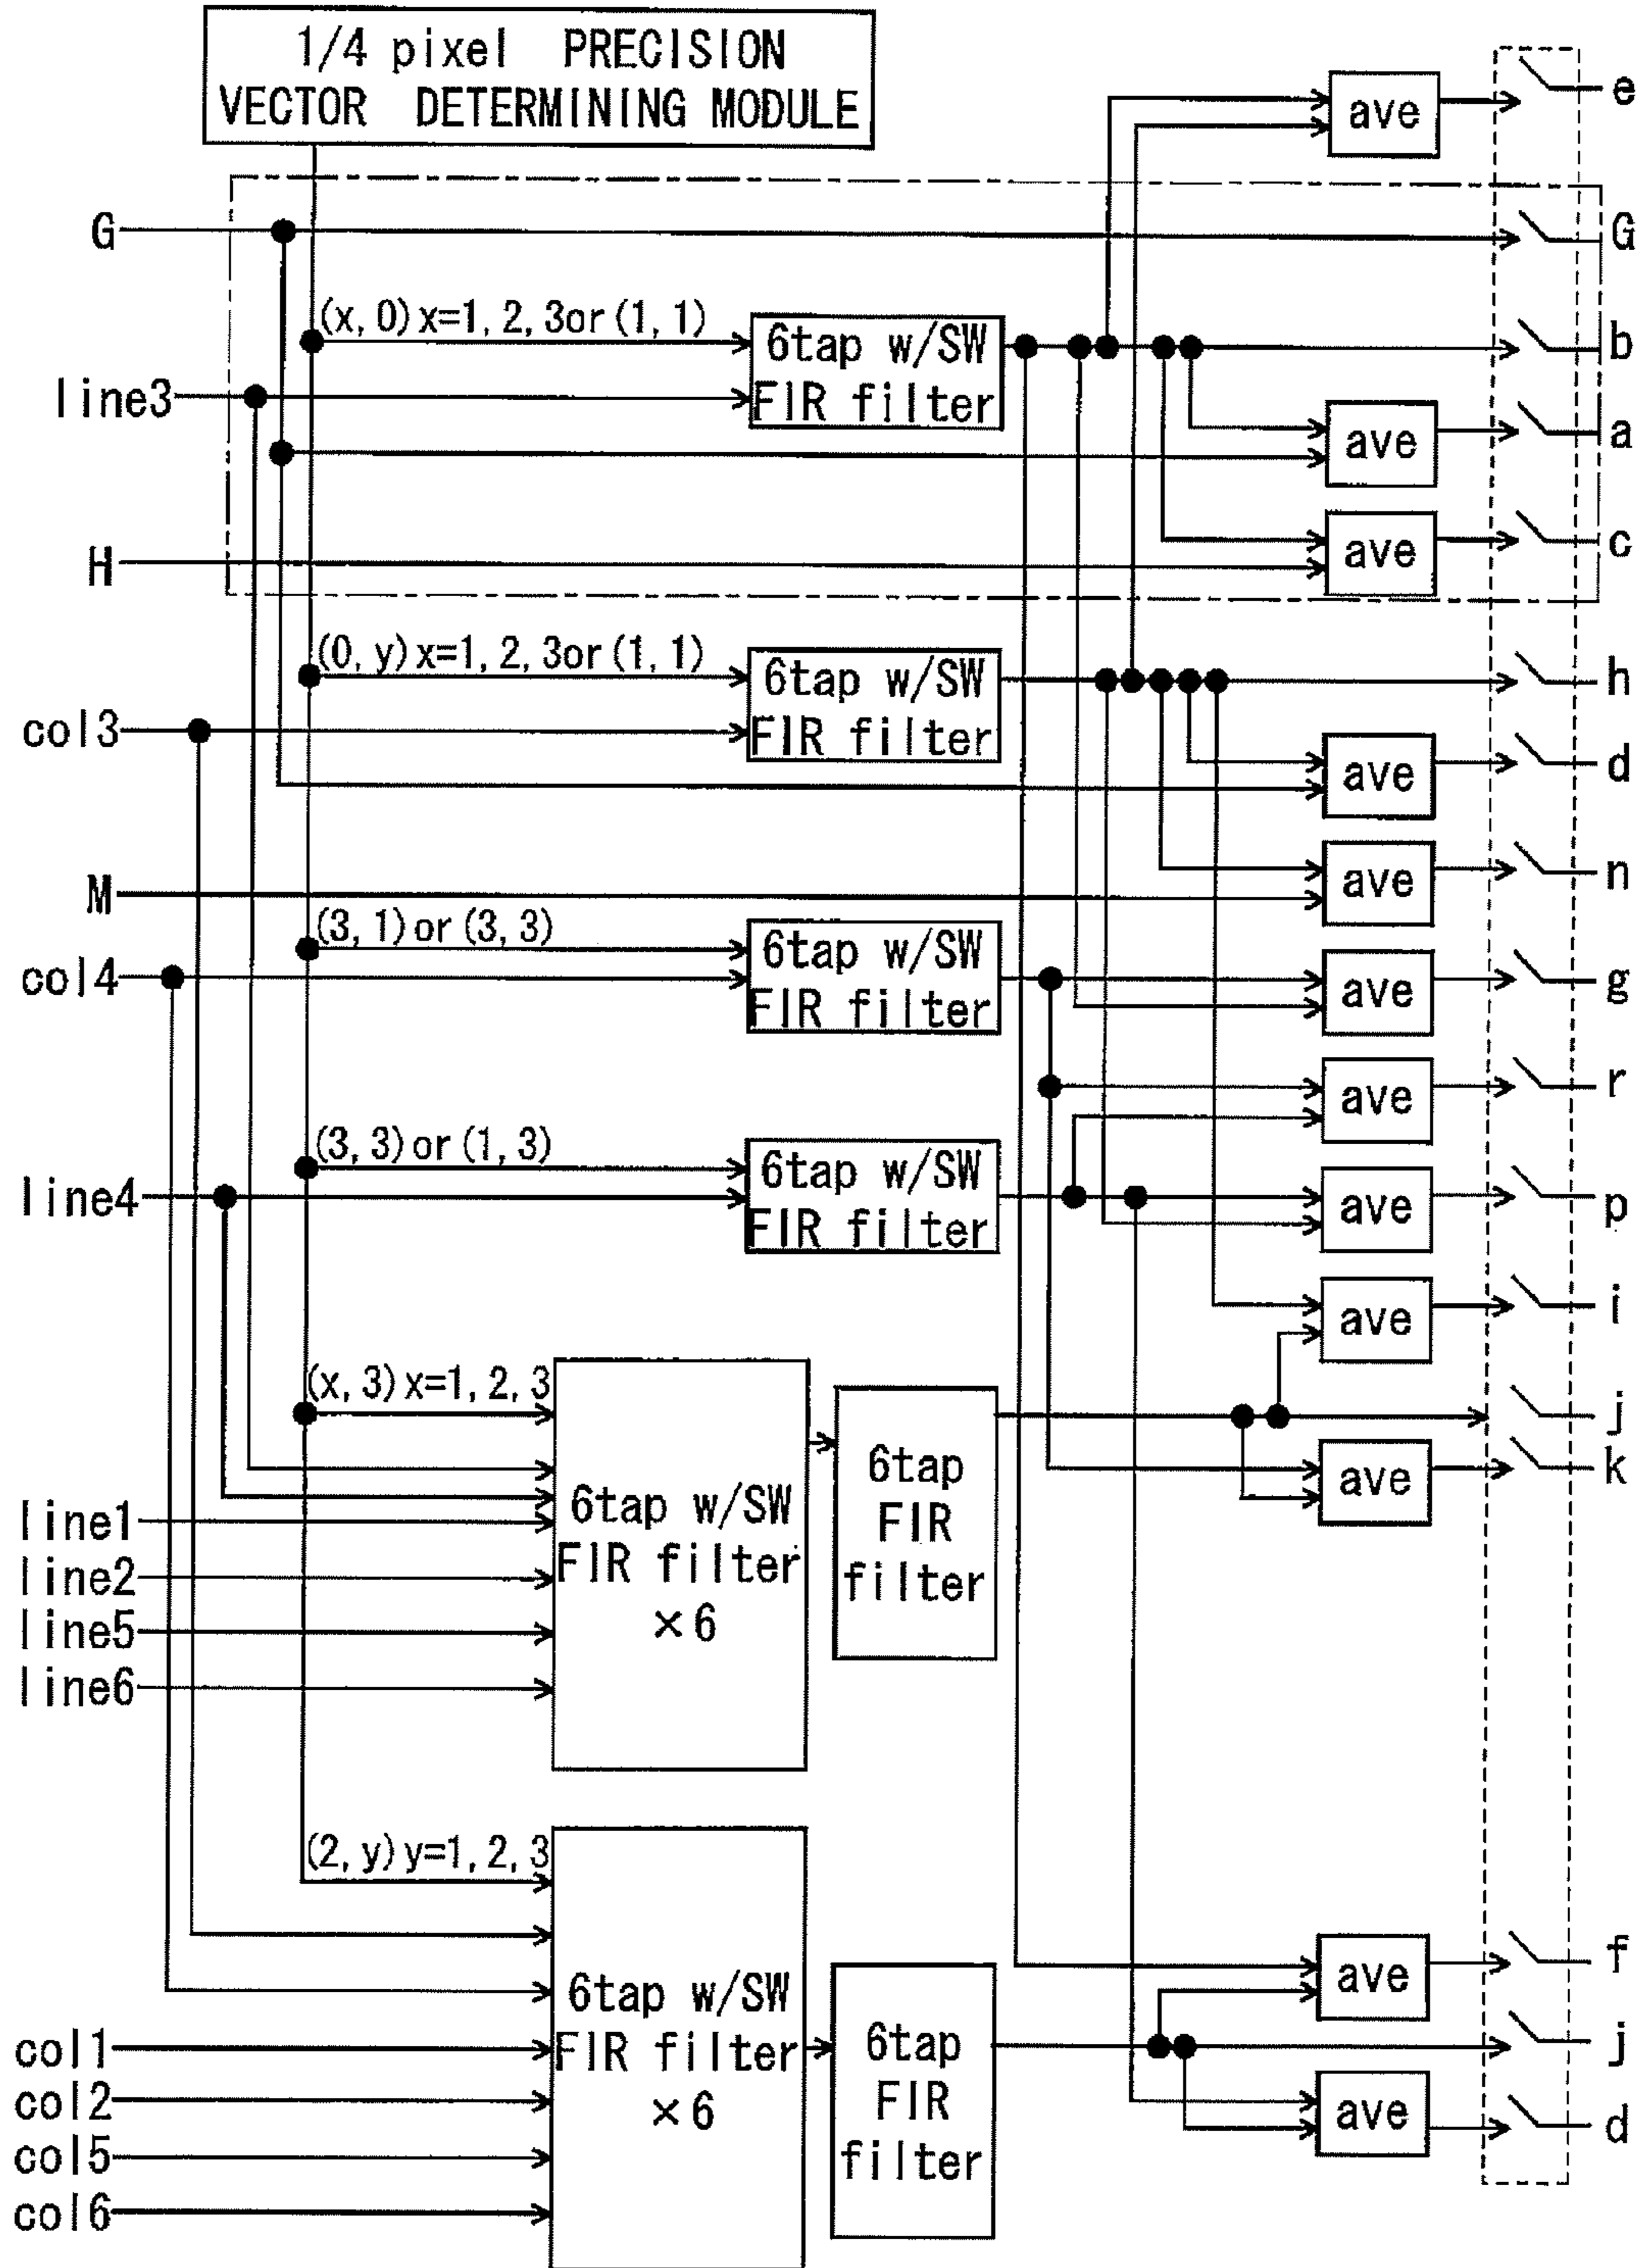 1/4 pixel PRECISION
VECTOR DETERMINING MODULE
ave
e
G
G
(x, 0) x=1, 2, 3or (1, 1)
6tap w/SW
FIR filter
b
line3
ave
a
ave
c
H
(0, y) x=1, 2, 3or (1, 1)
6tap w/SW
FIR filter
h
col3
ave
d
M
ave
n
(3, 1) or (3, 3)
6tap w/SW
FIR filter
col4
ave
g
ave
r
(3, 3) or (1, 3)
6tap w/SW
FIR filter
line4
ave
p
ave
i
(x, 3) x=1, 2, 3
6tap w/SW
FIR filter
×6
6tap
FIR
filter
j
ave
k
line1
line2
line5
line6
(2, y) y=1, 2, 3
6tap w/SW
FIR filter
×6
6tap
FIR
filter
ave
f
j
ave
d
col1
col2
col5
col6